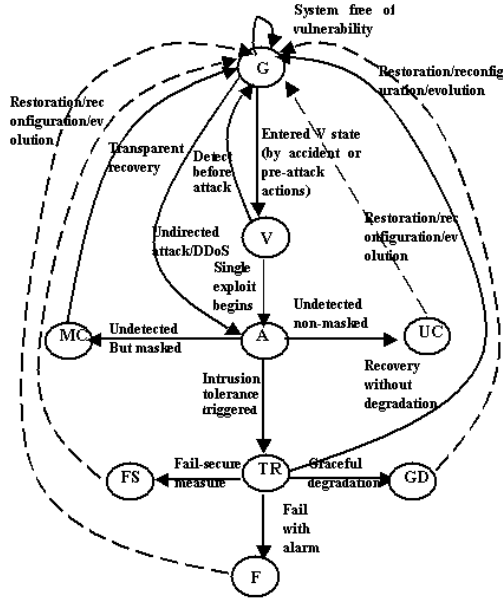 System free of
vulnerability
G
Restoration/reconfig
uration/evolution
Restoration/rec
onfiguration/ev
olution
Transparent
recovery
Detect
before
attack
Entered V state
(by accident or
pre-attack
actions)
Undirected
attack/DDoS
Restoration/rec
onfiguration/ev
olution
V
Single
exploit
begins
Undetected
non-masked
MC
Undetected
But masked
A
UC
Recovery
without
degradation
Intrusion
tolerance
triggered
FS
Fail-secure
measure
TR
Graceful
degradation
GD
Fail
with
alarm
F